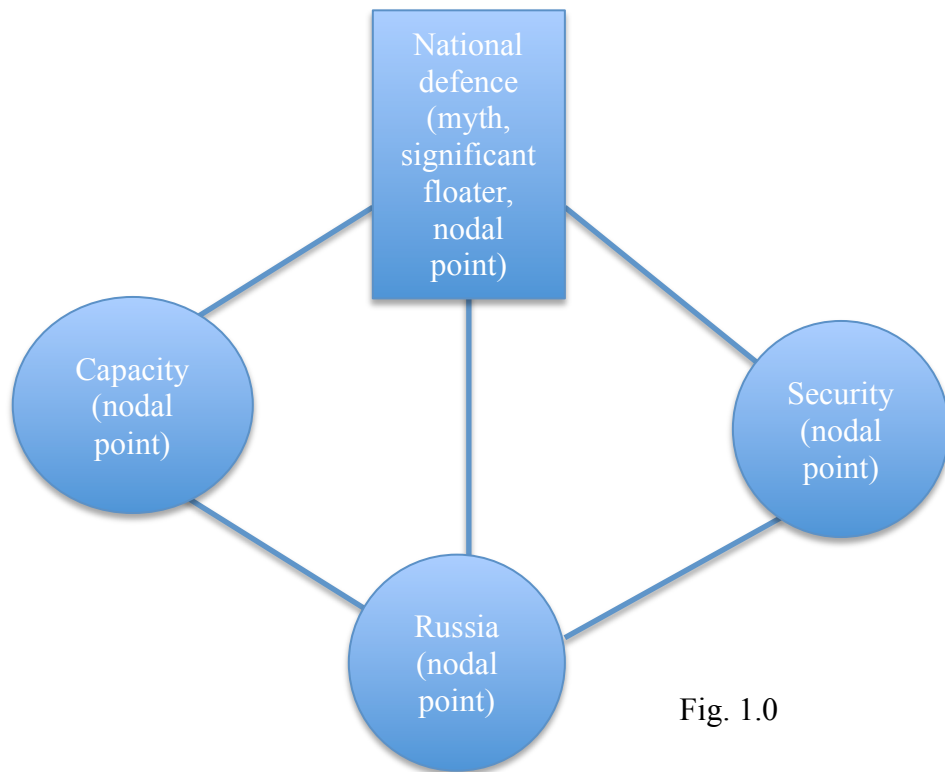 National
defence
(myth,
significant
floater,
nodal
point)
Capacity
(nodal
point)
Security
(nodal
point)
Russia
(nodal
point)
Fig. 1.0